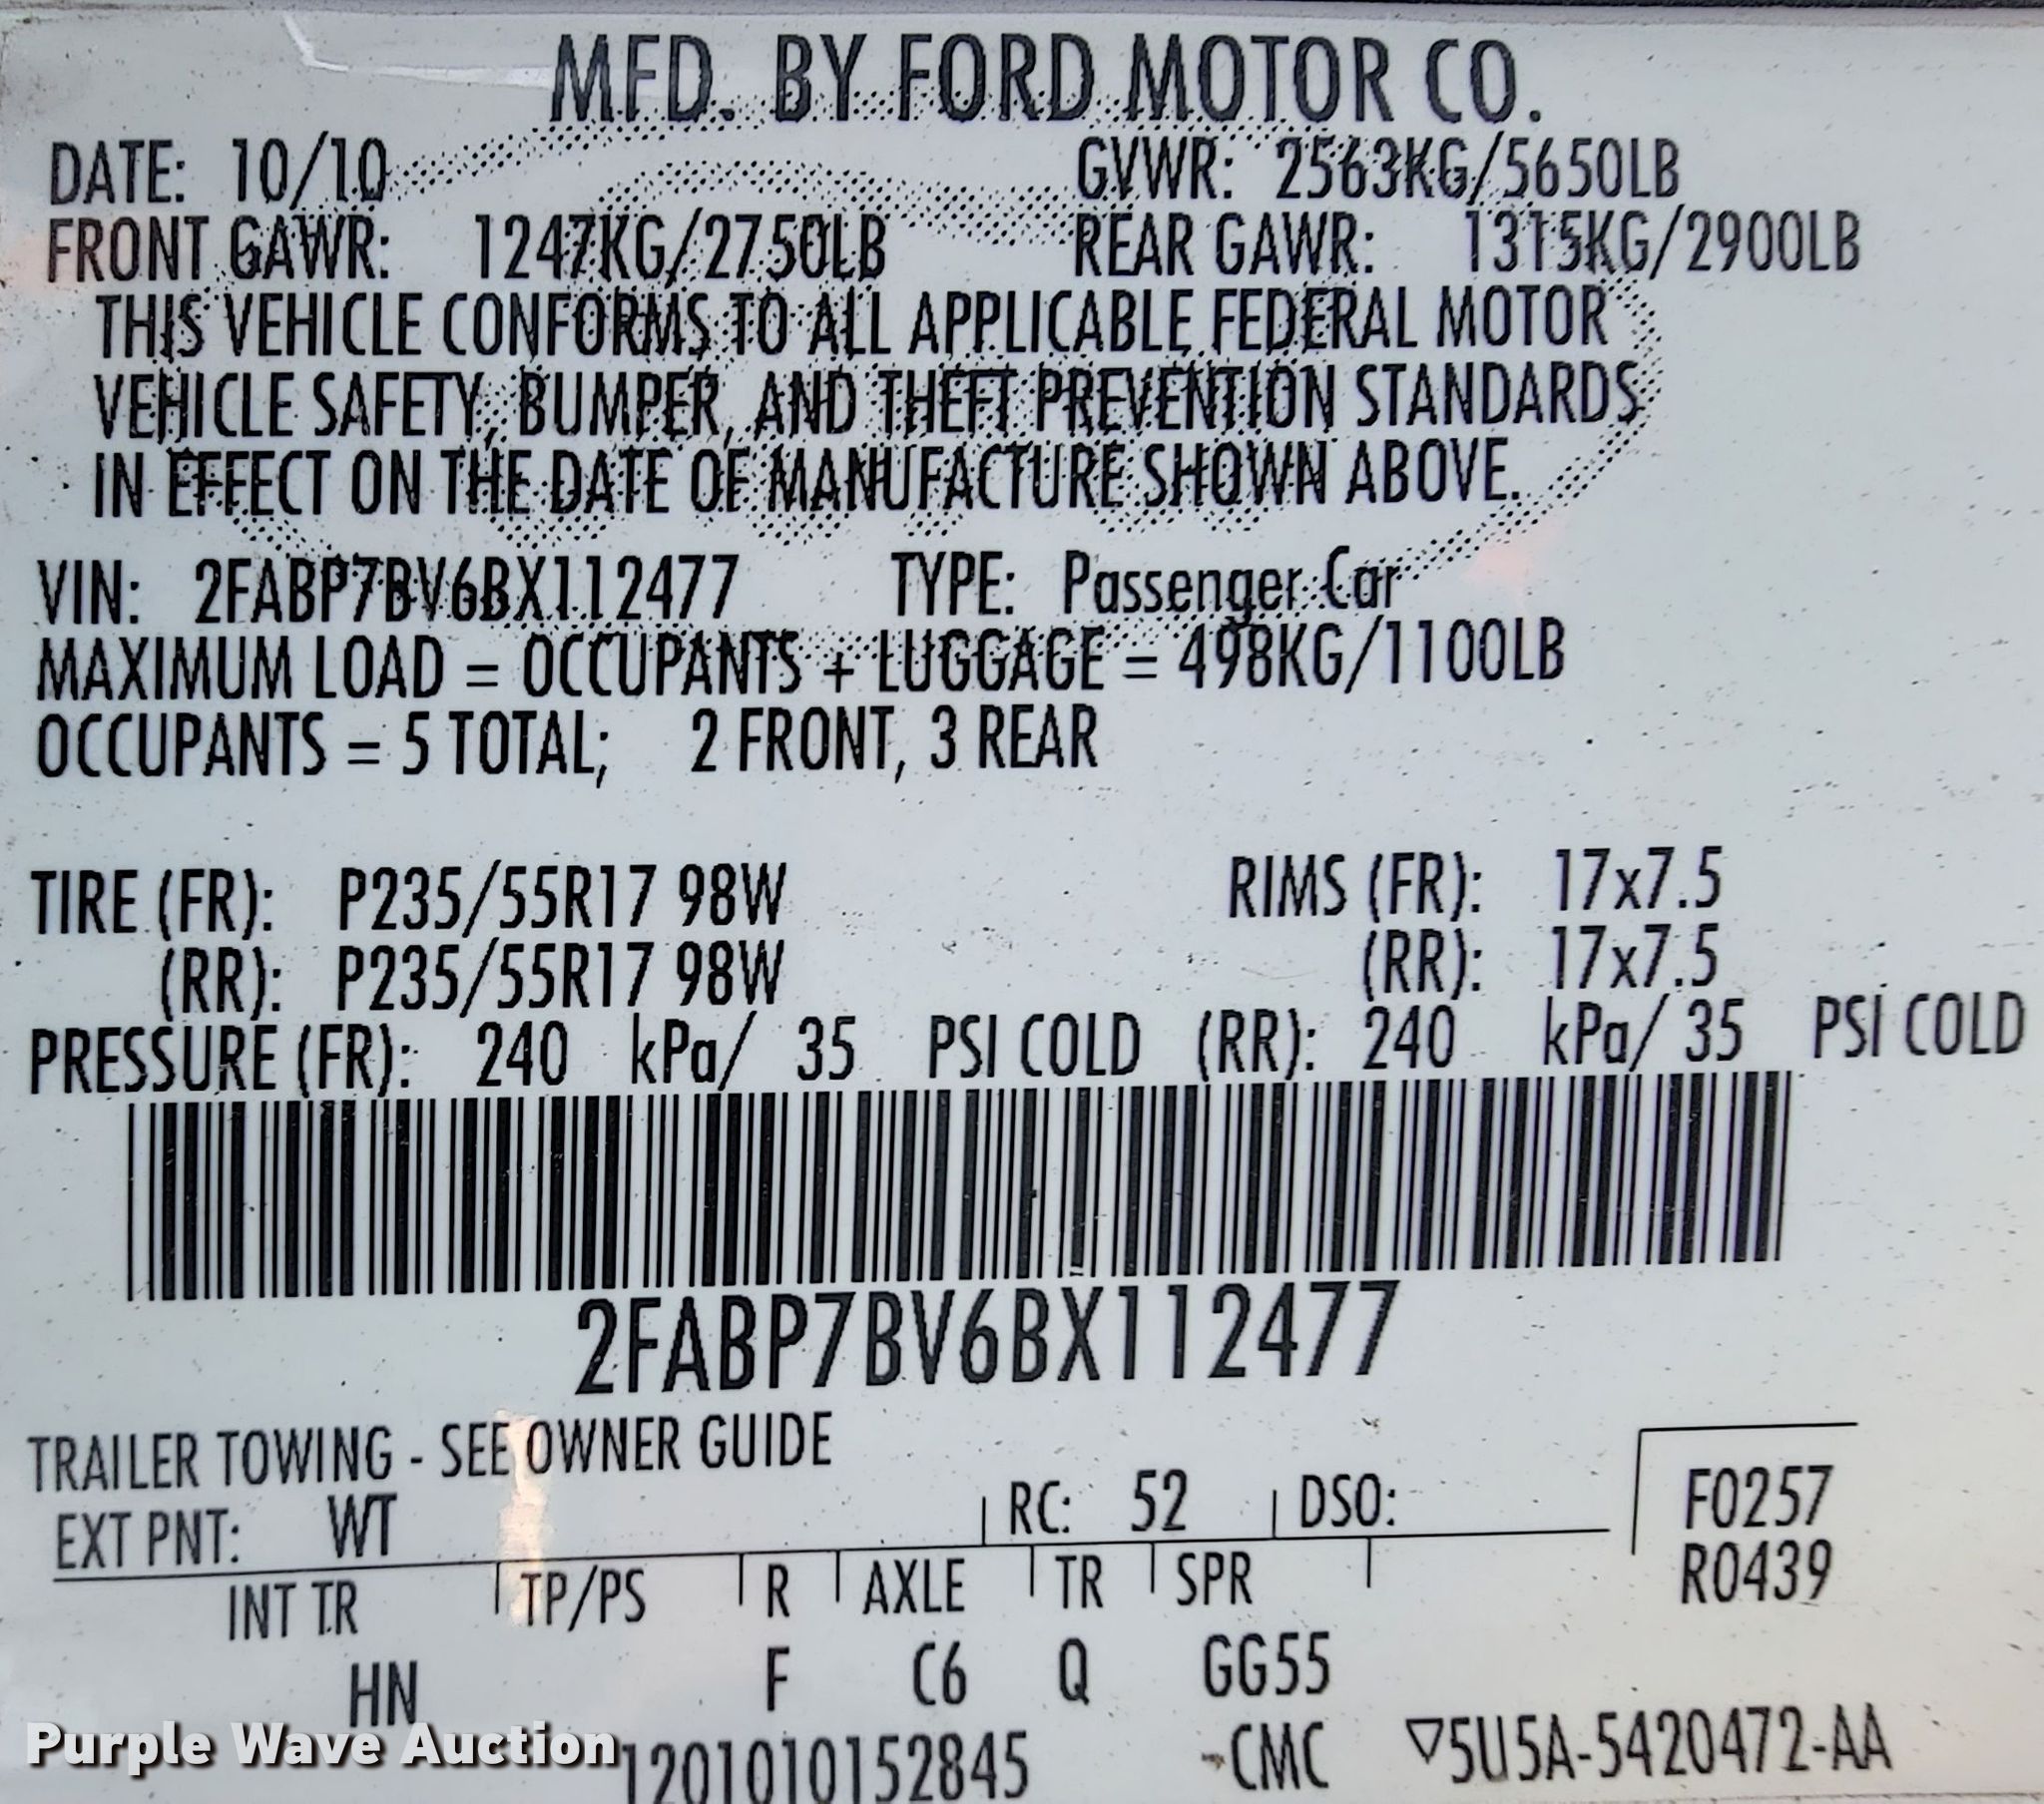 MFD. BY FORD MOTOR CO.
DATE: 10/10 GVWR: 2563KG/5650LB
FRONT GAWR: 1247KG/2750LB REAR GAWR: 1315KG/2900LB
THIS VEHICLE CONFORMS TO ALL APPLICABLE FEDERAL MOTOR
VEHICLE SAFETY, BUMPER, AND THEFT PREVENTION STANDARDS
IN EFFECT ON THE DATE OF MANUFACTURE SHOWN ABOVE.
VIN: 2FABP7BV6BX112477 TYPE: Passenger Car
MAXIMUM LOAD = OCCUPANTS + LUGGAGE = 498KG/1100LB
OCCUPANTS = 5 TOTAL; 2 FRONT, 3 REAR
TIRE (FR): P235/55R17 98W RIMS (FR): 17x7.5
(RR): P235/55R17 98W (RR): 17x7.5
PRESSURE (FR): 240 kPa/ 35 PSI COLD (RR): 240 kPa/ 35 PSI COLD
2FABP7BV6BX112477
TRAILER TOWING - SEE OWNER GUIDE
EXT PNT: WT RC: 52 DSO: F0257
INT TR TP/PS R AXLE TR SPR R0439
HN F C6 Q GG55
1201010152845 -CMC ▽5U5A-5420472-AA
Purple Wave Auction